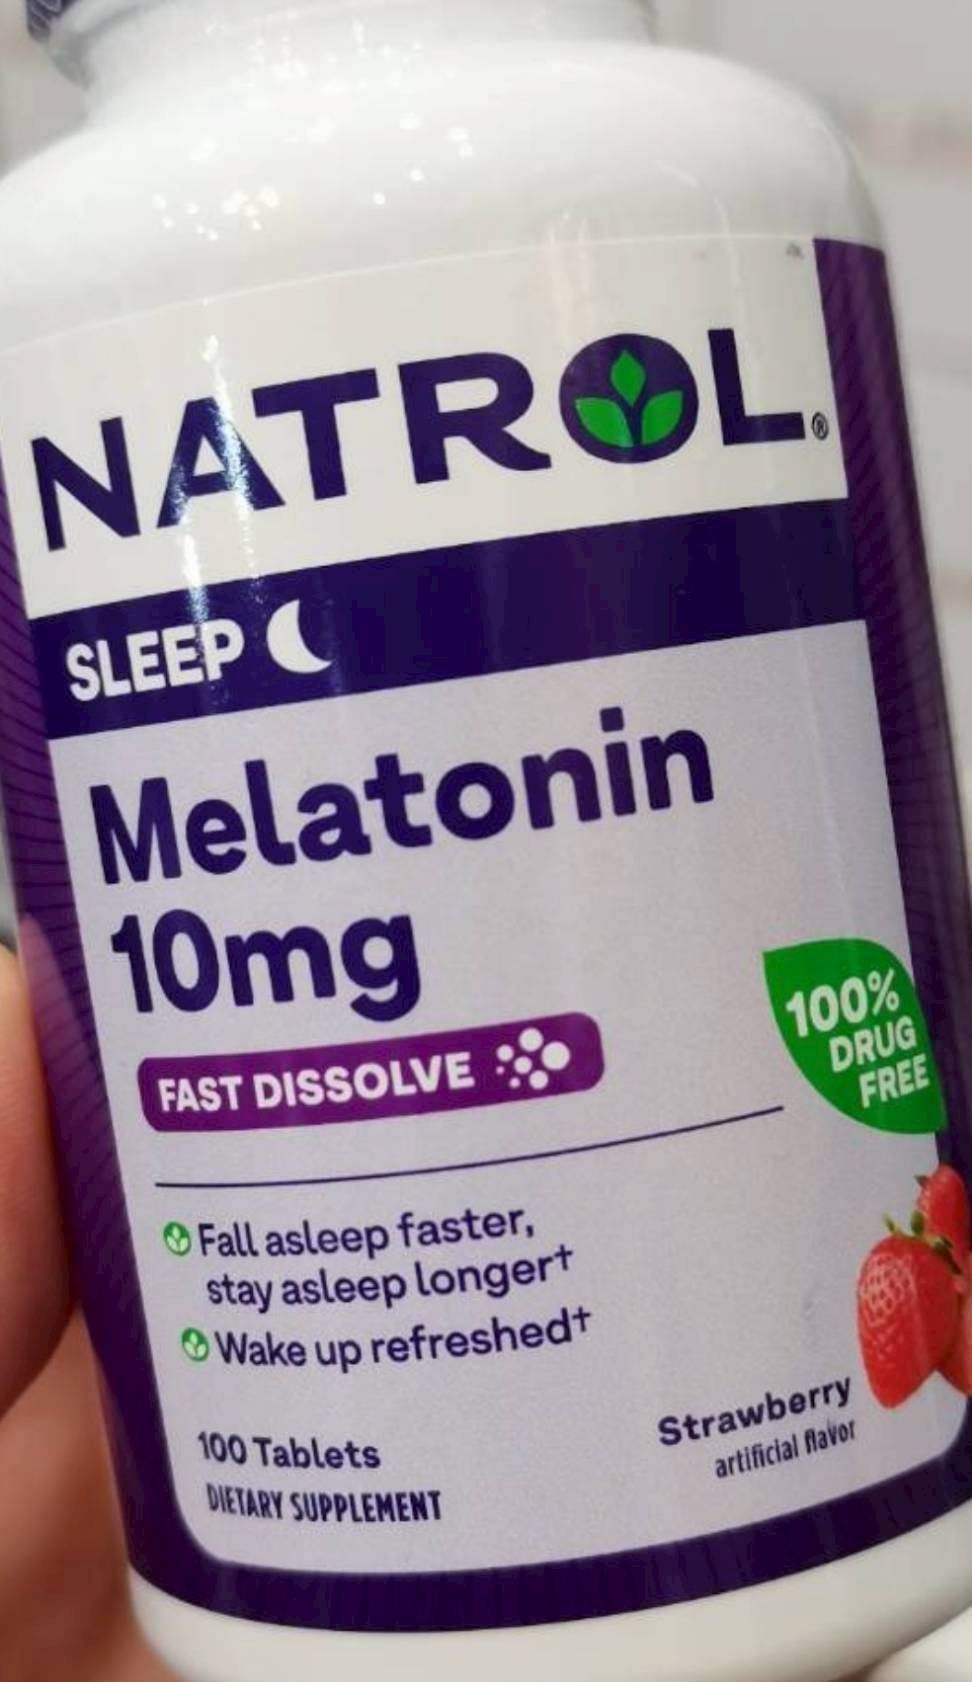 NATROL®
SLEEP
Melatonin
10mg
FAST DISSOLVE
100%
DRUG
FREE
Fall asleep faster,
stay asleep longer†
Wake up refreshed†
100 Tablets
DIETARY SUPPLEMENT
Strawberry
artificial flavor